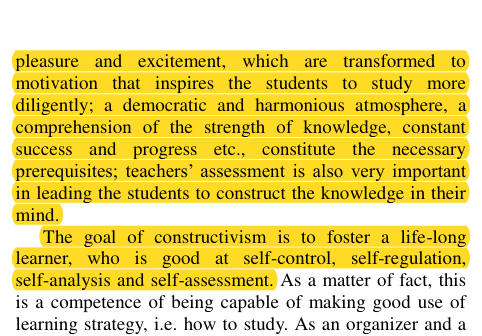 pleasure and excitement, which are transformed to
motivation that inspires the students to study more
diligently; a democratic and harmonious atmosphere, a
comprehension of the strength of knowledge, constant
success and progress etc., constitute the necessary
prerequisites; teachers' assessment is also very important
in leading the students to construct the knowledge in their
mind.
The goal of constructivism is to foster a life-long
learner, who is good at self-control, self-regulation,
self-analysis and self-assessment. As a matter of fact, this
is a competence of being capable of making good use of
learning strategy, i.e. how to study. As an organizer and a